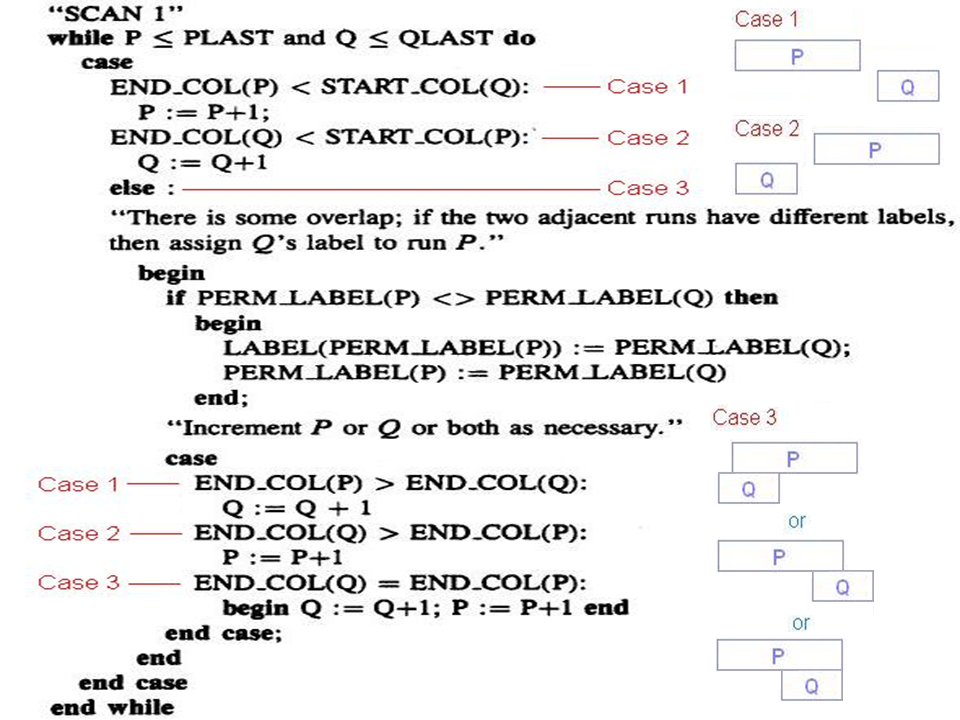 “SCAN 1”
while P ≤ PLAST and Q ≤ QLAST do
case
END_COL(P) < START_COL(Q): Case 1
P := P+1;
END_COL(Q) < START_COL(P): Case 2
Q := Q+1
else : Case 3
“There is some overlap; if the two adjacent runs have different labels,
then assign Q’s label to run P.”
begin
if PERM_LABEL(P) <> PERM_LABEL(Q) then
begin
LABEL(PERM_LABEL(P)) := PERM_LABEL(Q);
PERM_LABEL(P) := PERM_LABEL(Q)
end;
“Increment P or Q or both as necessary.”
case
Case 1 END_COL(P) > END_COL(Q):
Q := Q + 1
Case 2 END_COL(Q) > END_COL(P):
P := P+1
Case 3 END_COL(Q) = END_COL(P):
begin Q := Q+1; P := P+1 end
end case;
end
end case
end while
Case 1
P
Q
Case 2
P
Q
Case 3
P
Q
or
P
Q
or
P
Q